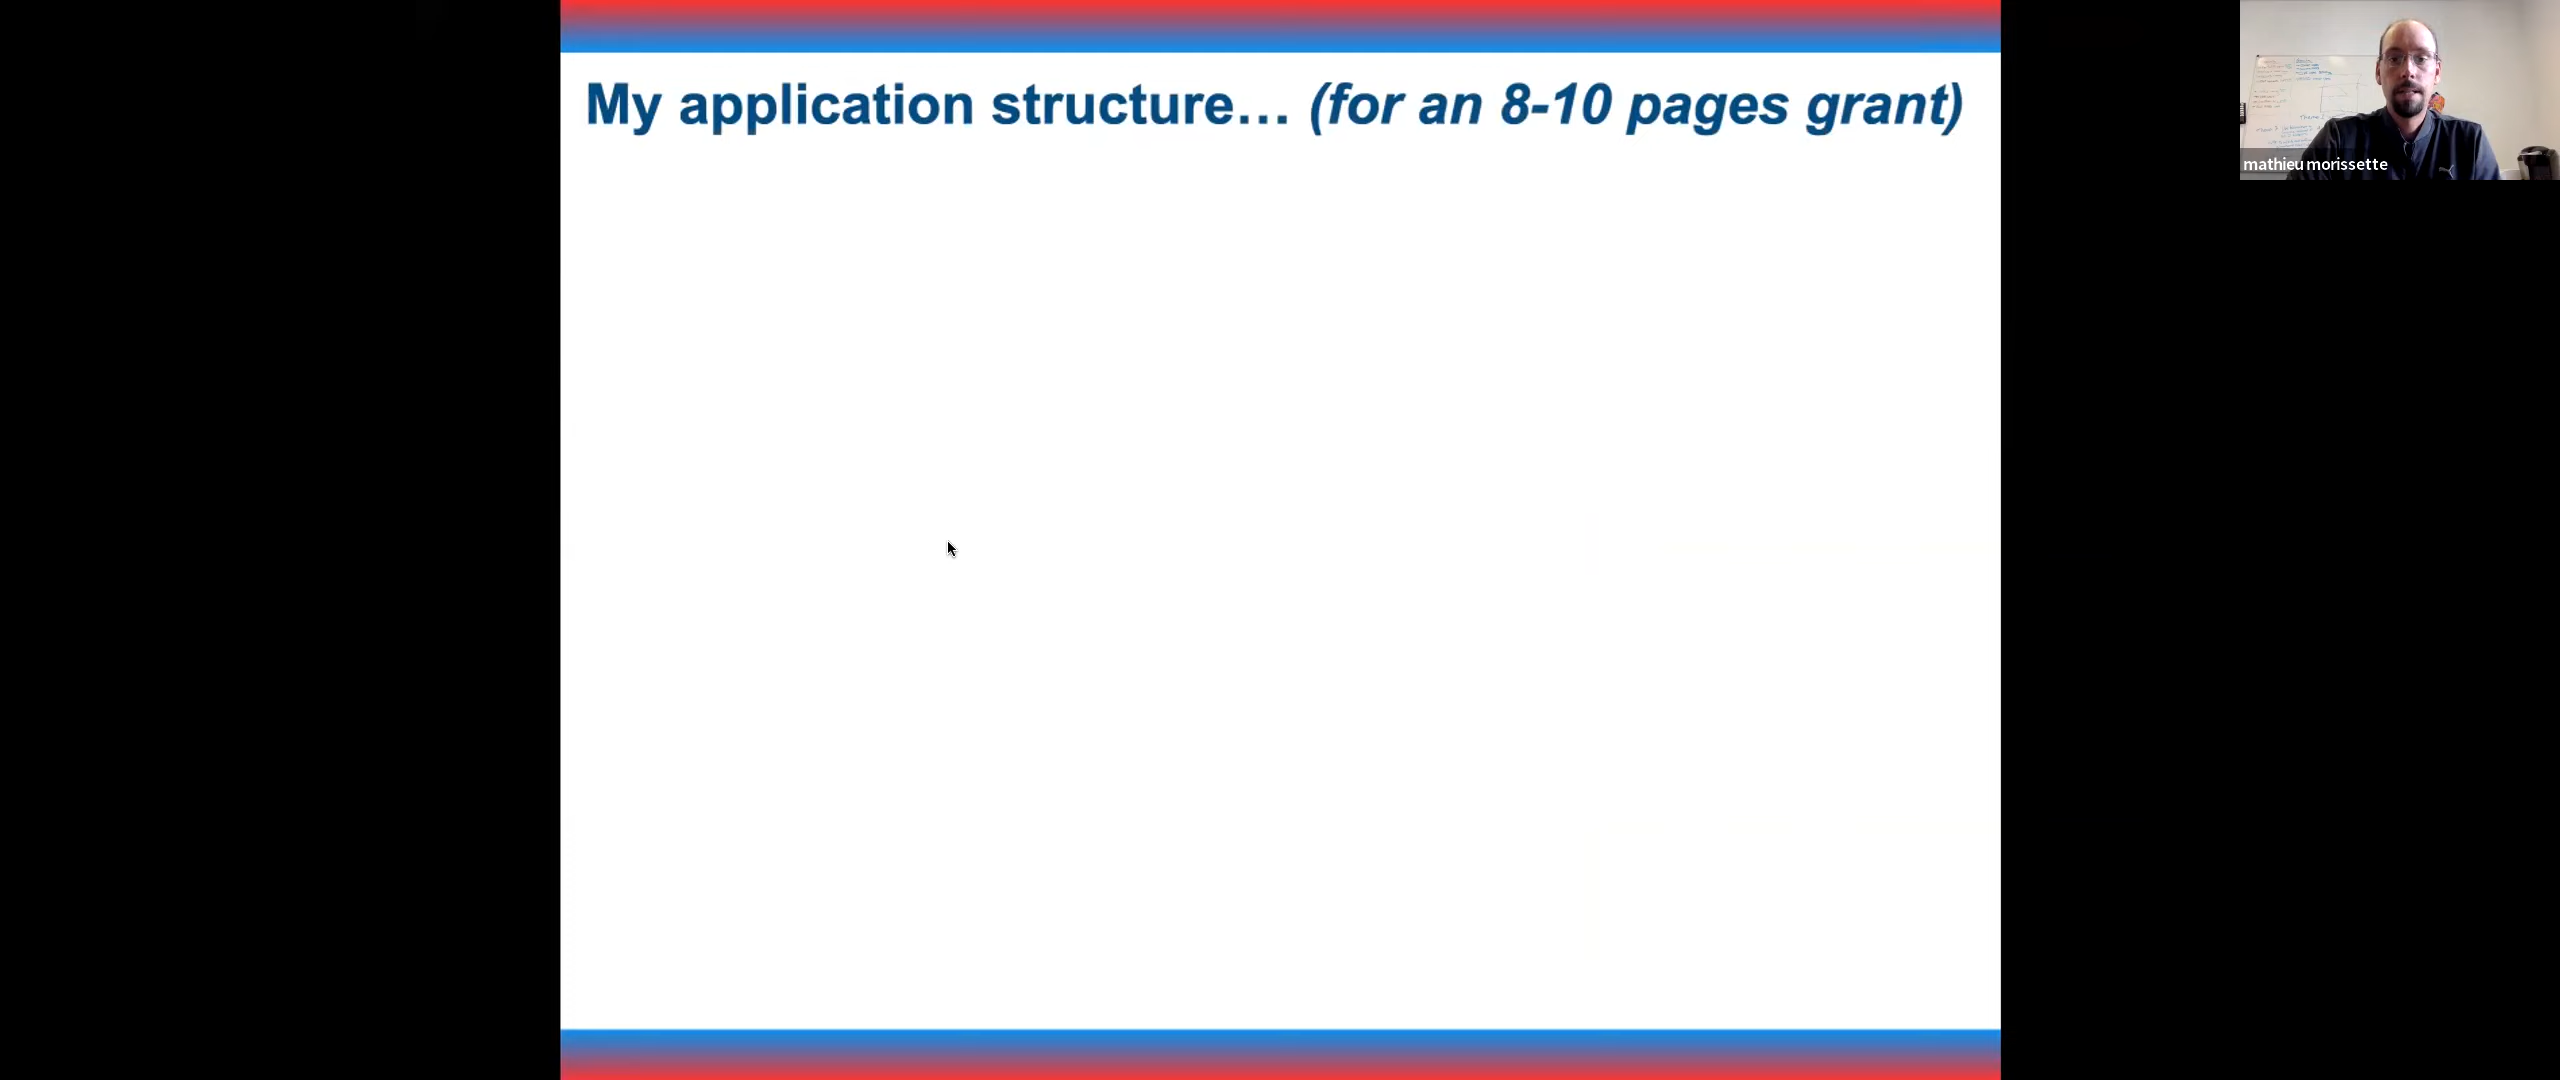 My application structure… (for an 8-10 pages grant)
mathieu morissette